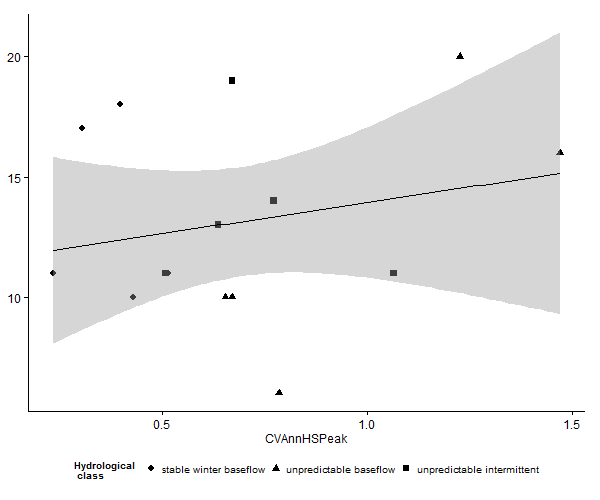 20
15
10
0.5 1.0 1.5
CVAnnHSPeak
Hydrological
class
stable winter baseflow unpredictable baseflow unpredictable intermittent